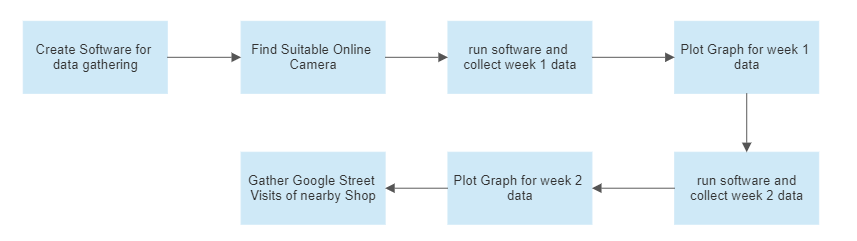 Create Software for
data gathering
Find Suitable Online
Camera
run software and
collect week 1 data
Plot Graph for week 1
data
run software and
collect week 2 data
Plot Graph for week 2
data
Gather Google Street
Visits of nearby Shop